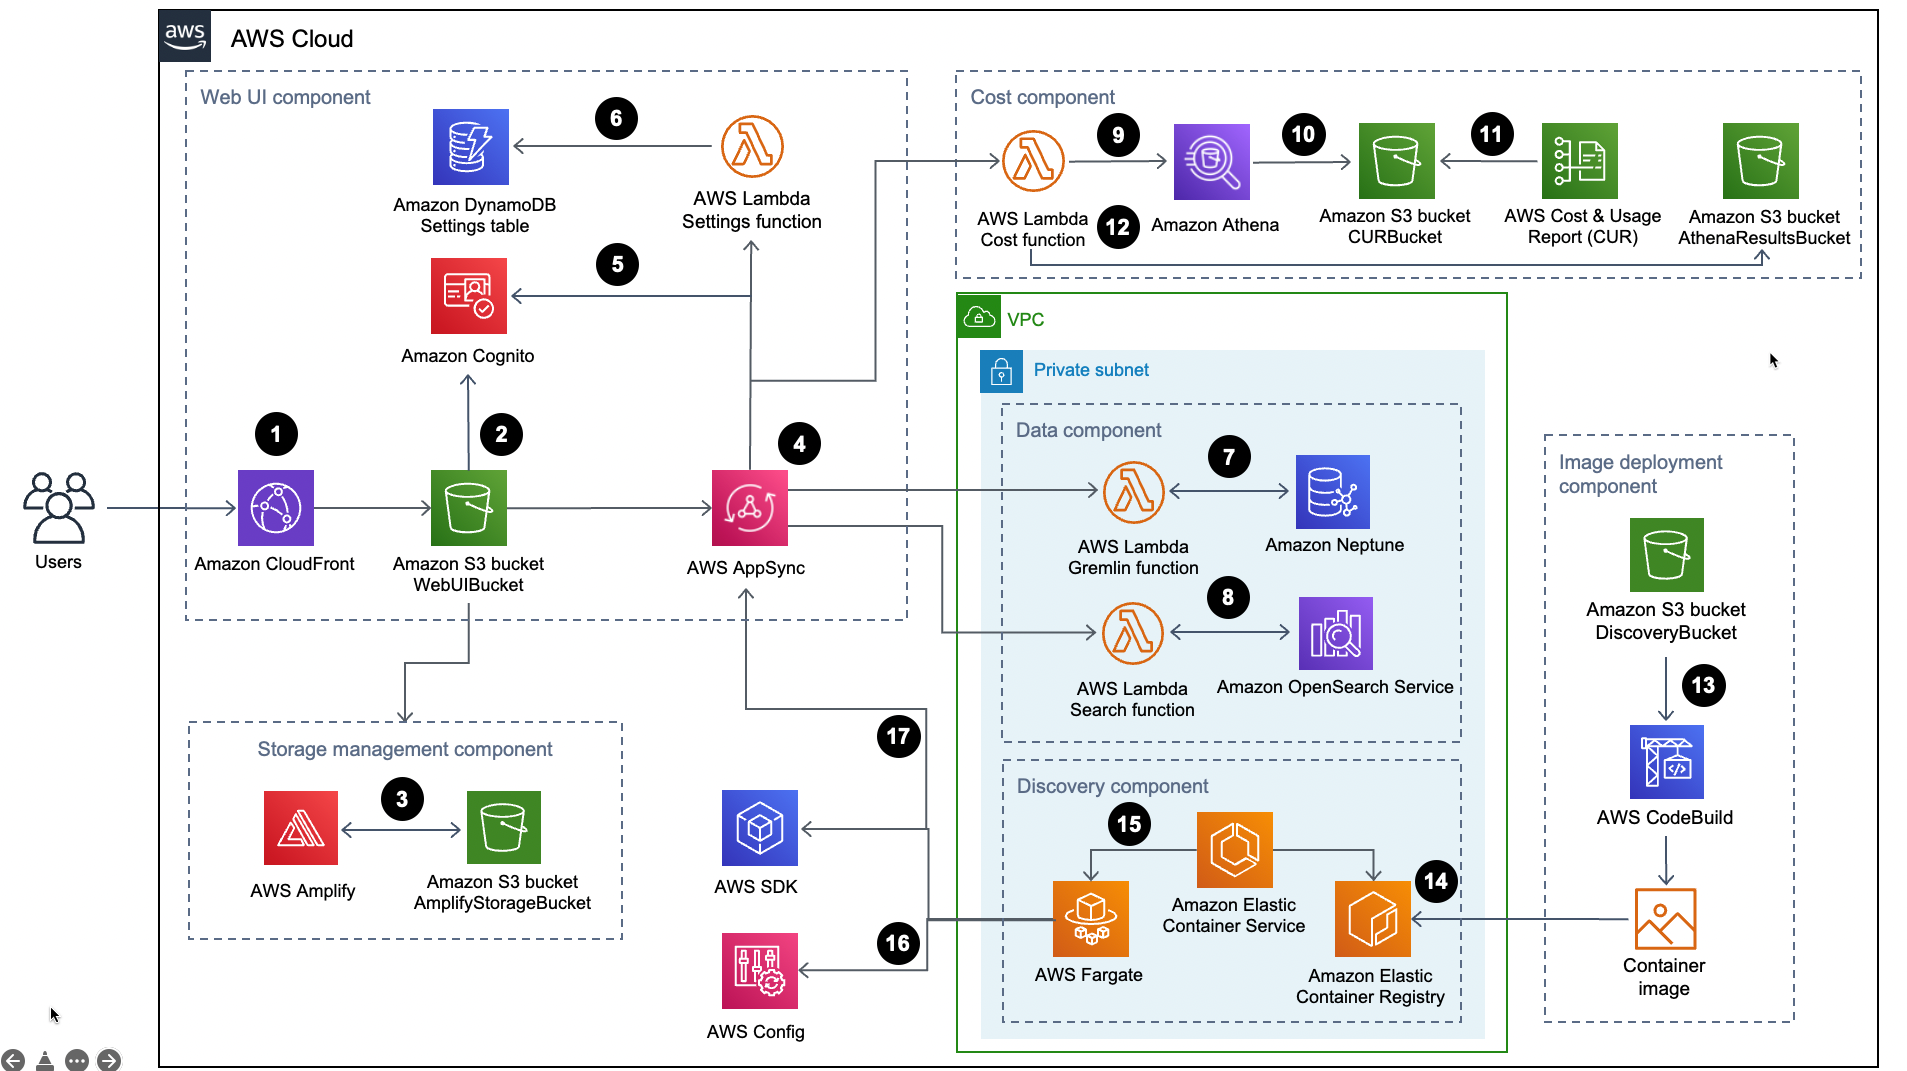 aws
AWS Cloud
Web UI component
6
Amazon DynamoDB
Settings table
AWS Lambda
Settings function
5
Amazon Cognito
1
2
4
Users
Amazon CloudFront
Amazon S3 bucket
WebUIBucket
AWS AppSync
Storage management component
3
AWS Amplify
Amazon S3 bucket
AmplifyStorageBucket
17
AWS SDK
16
AWS Config
Cost component
9
10
11
AWS Lambda
Cost function
12
Amazon Athena
Amazon S3 bucket
CURBucket
AWS Cost & Usage
Report (CUR)
Amazon S3 bucket
AthenaResultsBucket
VPC
Private subnet
Data component
7
AWS Lambda
Gremlin function
Amazon Neptune
8
AWS Lambda
Search function
Amazon OpenSearch Service
Discovery component
15
14
Amazon Elastic
Container Service
AWS Fargate
Amazon Elastic
Container Registry
Image deployment
component
Amazon S3 bucket
DiscoveryBucket
13
AWS CodeBuild
Container
image